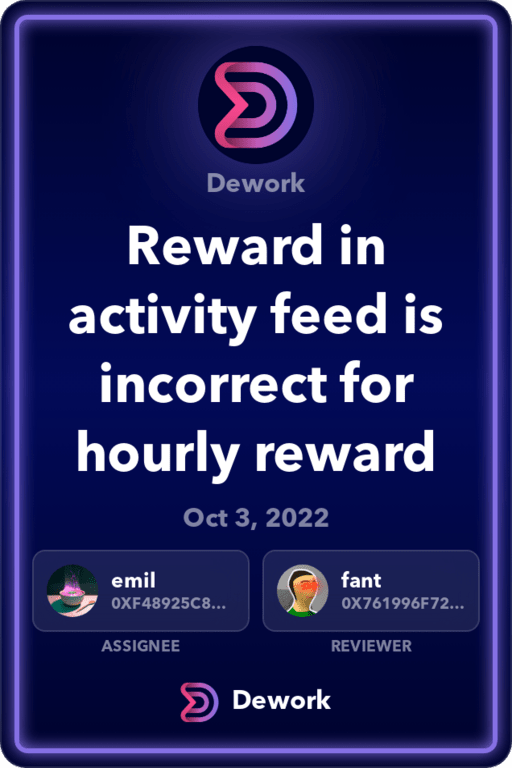 Dework
Reward in
activity feed is
incorrect for
hourly reward
Oct 3, 2022
emil
0XF48925C8...
fant
0X761996F72...
ASSIGNEE
REVIEWER
Dework